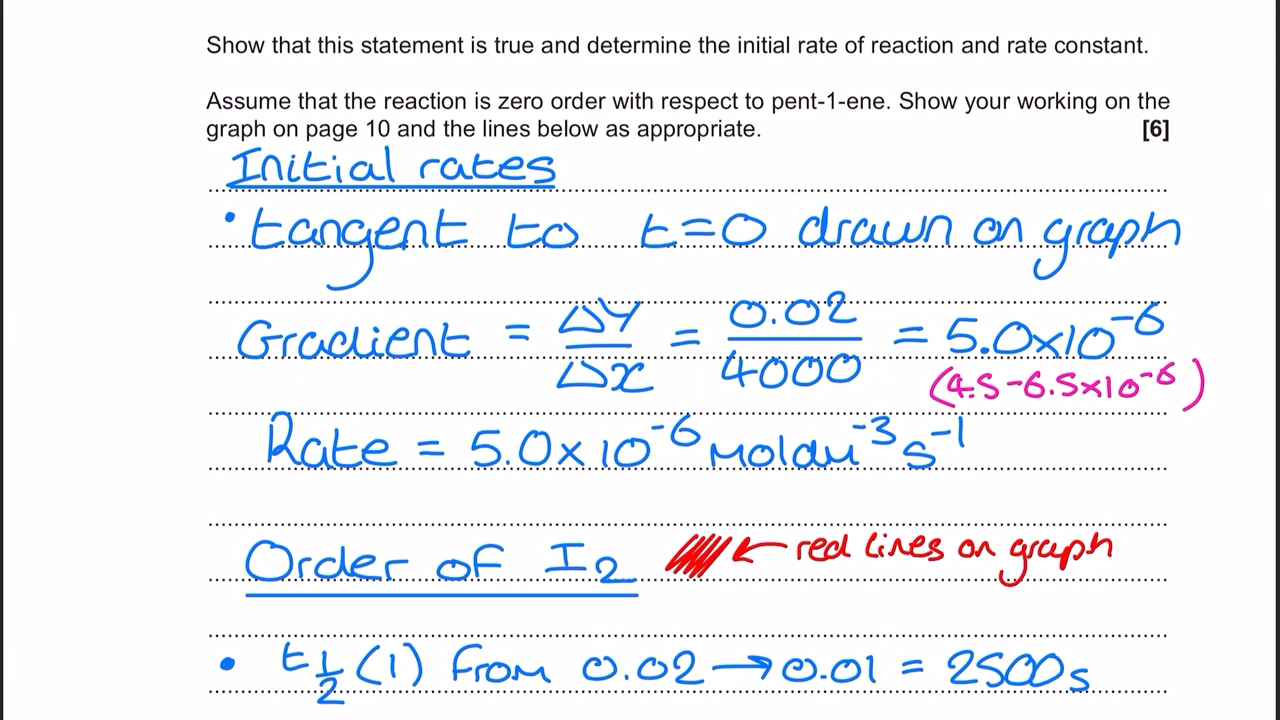 Show that this statement is true and determine the initial rate of reaction and rate constant.
Assume that the reaction is zero order with respect to pent-1-ene. Show your working on the
graph on page 10 and the lines below as appropriate. [6]
Initial rates
• tangent to t=0 drawn on graph
Gradient = ΔY/Δx = 0.02/4000 = 5.0×10⁻⁶
(4.5-6.5×10⁻⁶)
Rate = 5.0×10⁻⁶ moldm⁻³s⁻¹
Order of I₂ ← red lines on graph
• t½ (1) from 0.02 → 0.01 = 2500s